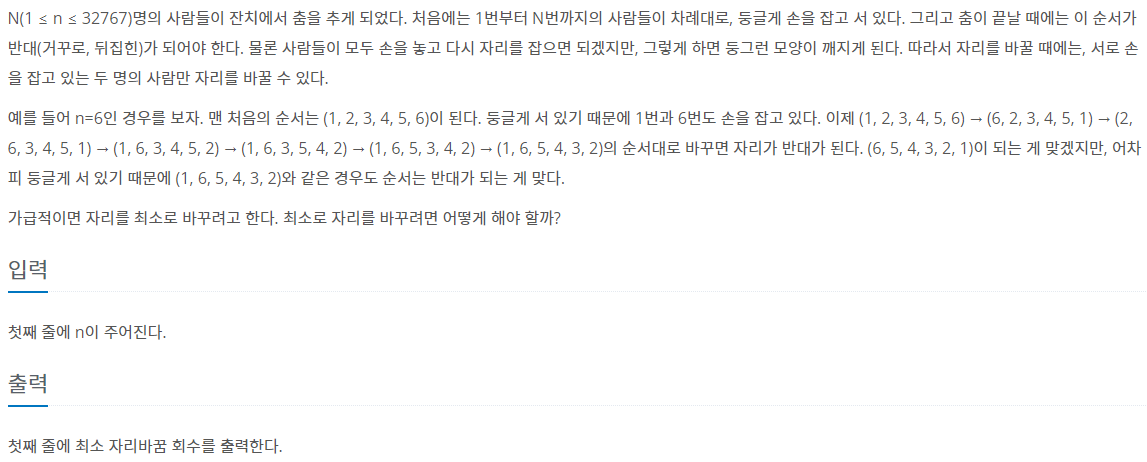 N(1 ≤ n ≤ 32767)명의 사람들이 잔치에서 춤을 추게 되었다. 처음에는 1번부터 N번까지의 사람들이 차례대로, 둥글게 손을 잡고 서 있다. 그리고 춤이 끝날 때에는 이 순서가
반대(거꾸로, 뒤집힌)가 되어야 한다. 물론 사람들이 모두 손을 놓고 다시 자리를 잡으면 되겠지만, 그렇게 하면 둥그런 모양이 깨지게 된다. 따라서 자리를 바꿀 때에는, 서로 손
을 잡고 있는 두 명의 사람만 자리를 바꿀 수 있다.
예를 들어 n=6인 경우를 보자. 맨 처음의 순서는 (1, 2, 3, 4, 5, 6)이 된다. 둥글게 서 있기 때문에 1번과 6번도 손을 잡고 있다. 이제 (1, 2, 3, 4, 5, 6) → (6, 2, 3, 4, 5, 1) → (2,
6, 3, 4, 5, 1) → (1, 6, 3, 4, 5, 2) → (1, 6, 3, 5, 4, 2) → (1, 6, 5, 3, 4, 2) → (1, 6, 5, 4, 3, 2)의 순서대로 바꾸면 자리가 반대가 된다. (6, 5, 4, 3, 2, 1)이 되는 게 맞겠지만, 어차
피 둥글게 서 있기 때문에 (1, 6, 5, 4, 3, 2)와 같은 경우도 순서는 반대가 되는 게 맞다.
가급적이면 자리를 최소로 바꾸려고 한다. 최소로 자리를 바꾸려면 어떻게 해야 할까?
입력
첫째 줄에 n이 주어진다.
출력
첫째 줄에 최소 자리바꿈 회수를 출력한다.